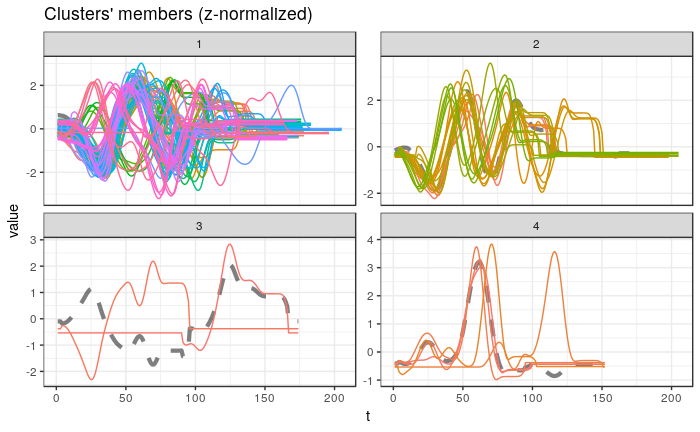 Clusters' members (z-normalized)
1 2
2 0 -2
2 0 -2
value
3 4
3 2 1 0 -1 -2
4 3 2 1 0 -1
0 50 100 150 200 0 50 100 150 200
t